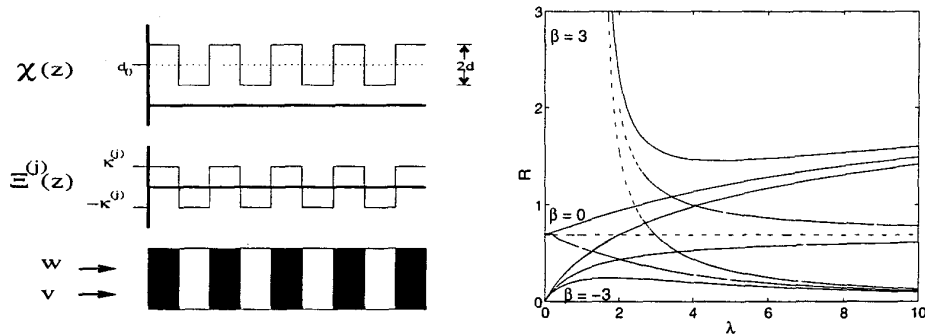 χ(z)
d₀
2d
Ξ⁽ʲ⁾(z)
κ̄⁽ʲ⁾
−κ̄⁽ʲ⁾
w
v
R
3
2
1
0
β = 3
β = 0
β = −3
0 2 4 6 8 10
λ